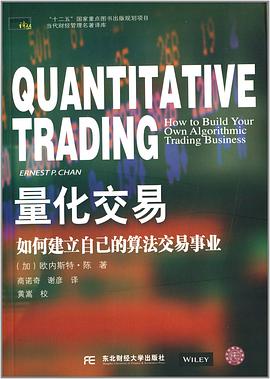 "十二五"国家重点图书出版规划项目
当代财经管理名著译库
QUANTITATIVE
TRADING
How to Build Your
Own Algorithmic
Trading Business
ERNEST P. CHAN
量化交易
如何建立自己的算法交易事业
(加)欧内斯特·陈 著
高诺奇 谢彦 译
黄嵩 校
东北财经大学出版社
WILEY